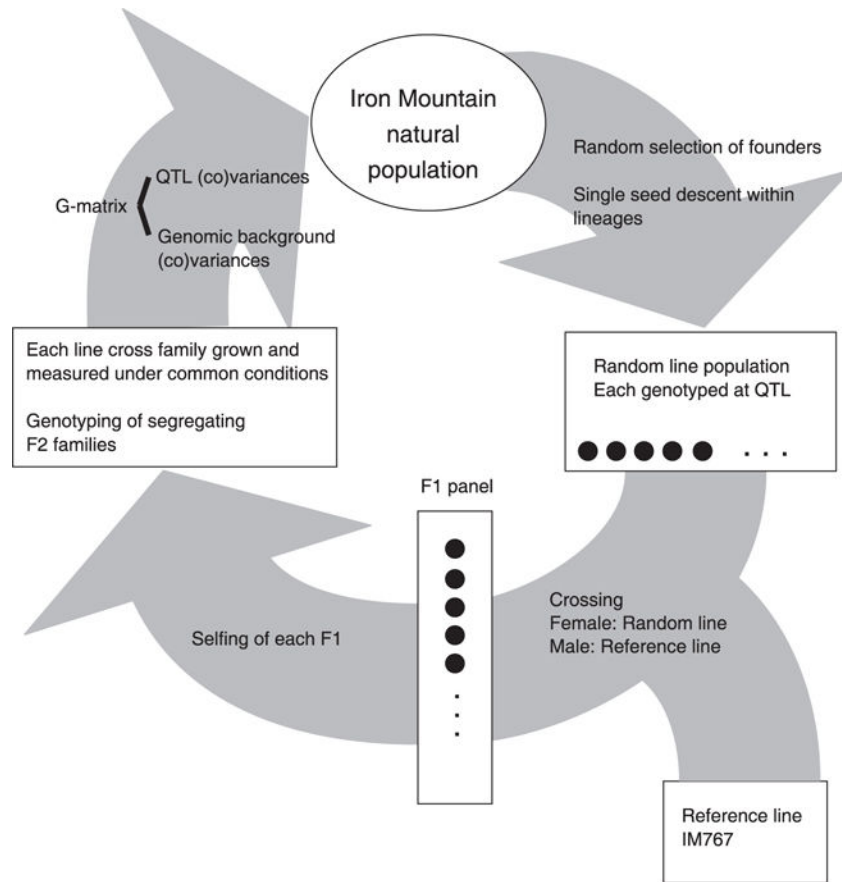 Iron Mountain
natural
population
Random selection of founders
Single seed descent within
lineages
Random line population
Each genotyped at QTL
. . .
Reference line
IM767
Crossing
Female: Random line
Male: Reference line
F1 panel
.
.
.
Selfing of each F1
Each line cross family grown and
measured under common conditions
Genotyping of segregating
F2 families
G-matrix
QTL (co)variances
Genomic background
(co)variances